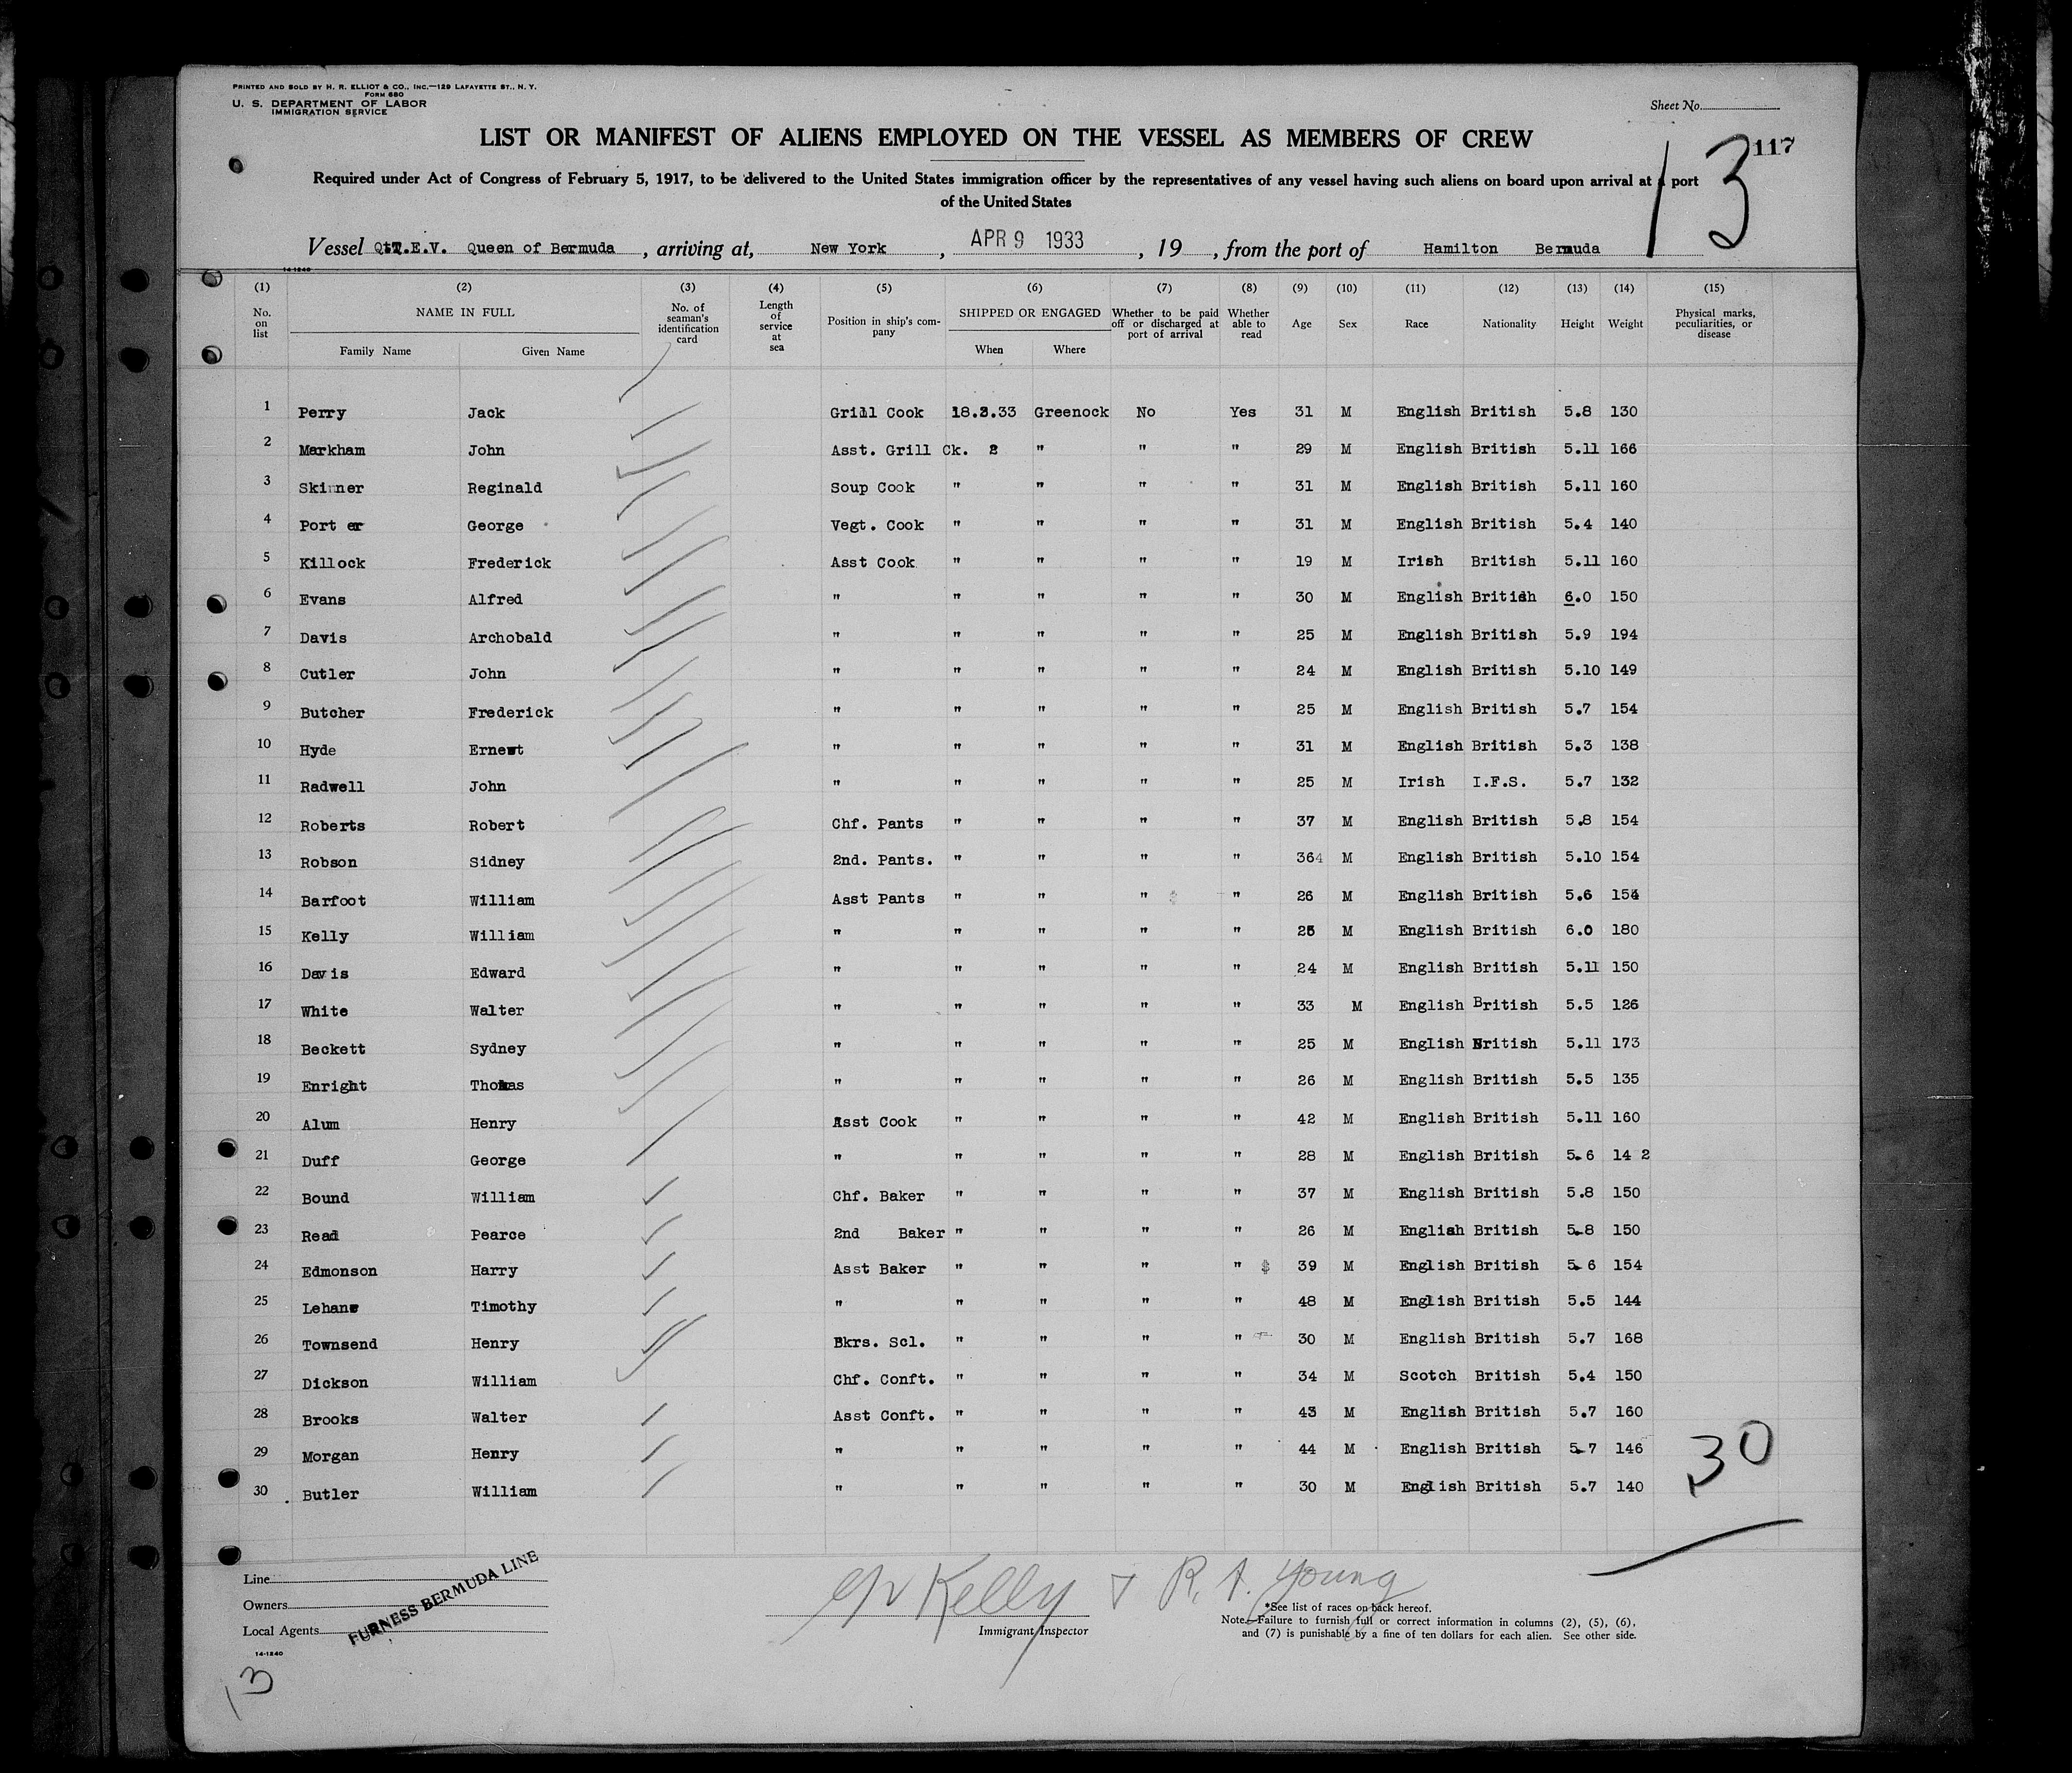 PRINTED AND SOLD BY H. R. ELLIOT & CO., INC.—129 LAFAYETTE ST., N. Y.
FORM 680
U. S. DEPARTMENT OF LABOR
IMMIGRATION SERVICE
Sheet No.
LIST OR MANIFEST OF ALIENS EMPLOYED ON THE VESSEL AS MEMBERS OF CREW
13 117
Required under Act of Congress of February 5, 1917, to be delivered to the United States immigration officer by the representatives of any vessel having such aliens on board upon arrival at a port
of the United States
Vessel Q.T.E.V. Queen of Bermuda, arriving at, New York, APR 9 1933, 19, from the port of Hamilton Bermuda
14-1240
(1) (2) (3) (4) (5) (6) (7) (8) (9) (10) (11) (12) (13) (14) (15)
No. on list NAME IN FULL Family Name Given Name No. of seaman's identification card Length of service at sea Position in ship's company SHIPPED OR ENGAGED When Where Whether to be paid off or discharged at port of arrival Whether able to read Age Sex Race Nationality Height Weight Physical marks, peculiarities, or disease
1 Perry Jack Grill Cook 18.2.33 Greenock No Yes 31 M English British 5.8 130
2 Markham John Asst. Grill Ck. 2 " " " 29 M English British 5.11 166
3 Skinner Reginald Soup Cook " " " " 31 M English British 5.11 160
4 Port er George Vegt. Cook " " " " 31 M English British 5.4 140
5 Killock Frederick Asst Cook " " " " 19 M Irish British 5.11 160
6 Evans Alfred " " " " " 30 M English British 6.0 150
7 Davis Archobald " " " " " 25 M English British 5.9 194
8 Cutler John " " " " " 24 M English British 5.10 149
9 Butcher Frederick " " " " " 25 M English British 5.7 154
10 Hyde Ernest " " " " " 31 M English British 5.3 138
11 Radwell John " " " " " 25 M Irish I.F.S. 5.7 132
12 Roberts Robert Chf. Pants " " " " 37 M English British 5.8 154
13 Robson Sidney 2nd. Pants. " " " " 364 M English British 5.10 154
14 Barfoot William Asst Pants " " " " 26 M English British 5.6 154
15 Kelly William " " " " " 25 M English British 6.0 180
16 Davis Edward " " " " " 24 M English British 5.11 150
17 White Walter " " " " " 33 M English British 5.5 126
18 Beckett Sydney " " " " " 25 M English British 5.11 173
19 Enright Thomas " " " " " 26 M English British 5.5 135
20 Alum Henry Asst Cook " " " " 42 M English British 5.11 160
21 Duff George " " " " " 28 M English British 5.6 14 2
22 Bound William Chf. Baker " " " " 37 M English British 5.8 150
23 Read Pearce 2nd Baker " " " " 26 M English British 5.8 150
24 Edmonson Harry Asst Baker " " " " 39 M English British 5.6 154
25 Lehane Timothy " " " " " 48 M English British 5.5 144
26 Townsend Henry Bkrs. Scl. " " " " 30 M English British 5.7 168
27 Dickson William Chf. Conft. " " " " 34 M Scotch British 5.4 150
28 Brooks Walter Asst Conft. " " " " 43 M English British 5.7 160
29 Morgan Henry " " " " " 44 M English British 5.7 146
30 Butler William " " " " " 30 M English British 5.7 140
30
Line
Owners
Local Agents
FURNESS BERMUDA LINE
14-1240
Kelly & R. A. Young
Immigrant Inspector
*See list of races on back hereof.
Note.—Failure to furnish full or correct information in columns (2), (5), (6),
and (7) is punishable by a fine of ten dollars for each alien. See other side.
13